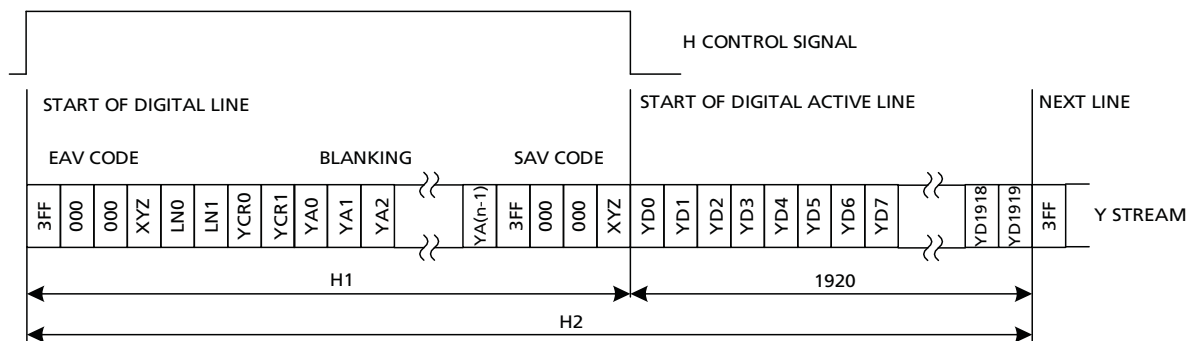 H CONTROL SIGNAL
START OF DIGITAL LINE START OF DIGITAL ACTIVE LINE NEXT LINE
EAV CODE BLANKING SAV CODE
3FF 000 000 XYZ LN0 LN1 YCR0 YCR1 YA0 YA1 YA2 YA(n-1) 3FF 000 000 XYZ YD0 YD1 YD2 YD3 YD4 YD5 YD6 YD7 YD1918 YD1919 3FF Y STREAM
H1 1920
H2